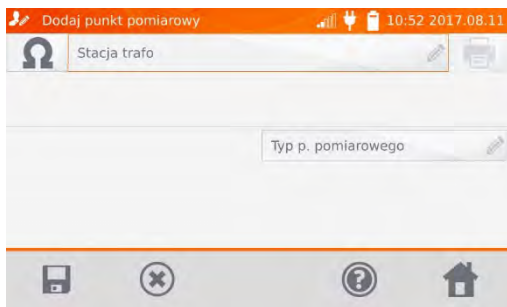 Dodaj punkt pomiarowy 10:52 2017.08.11
Ω Stacja trafo
Typ p. pomiarowego
?